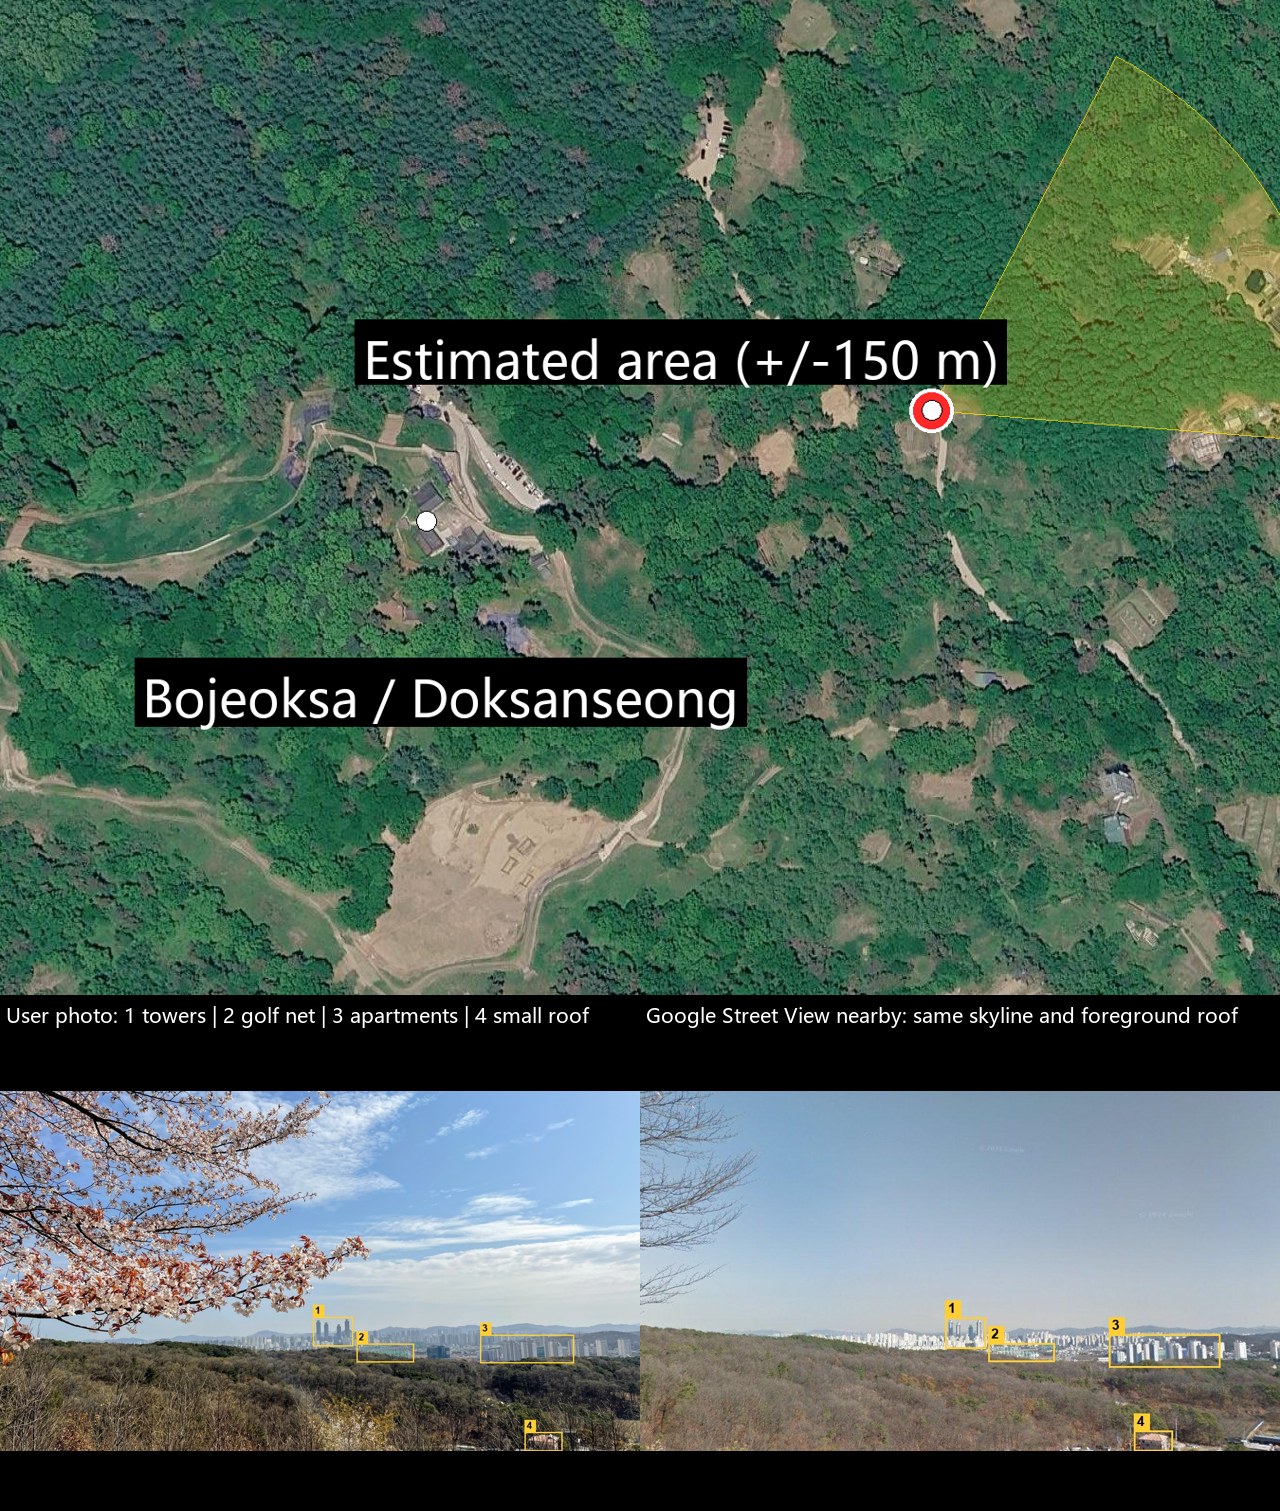 Estimated area (+/-150 m)
Bojeoksa / Doksanseong
User photo: 1 towers | 2 golf net | 3 apartments | 4 small roof
Google Street View nearby: same skyline and foreground roof
1
2
3
4
1
2
3
4